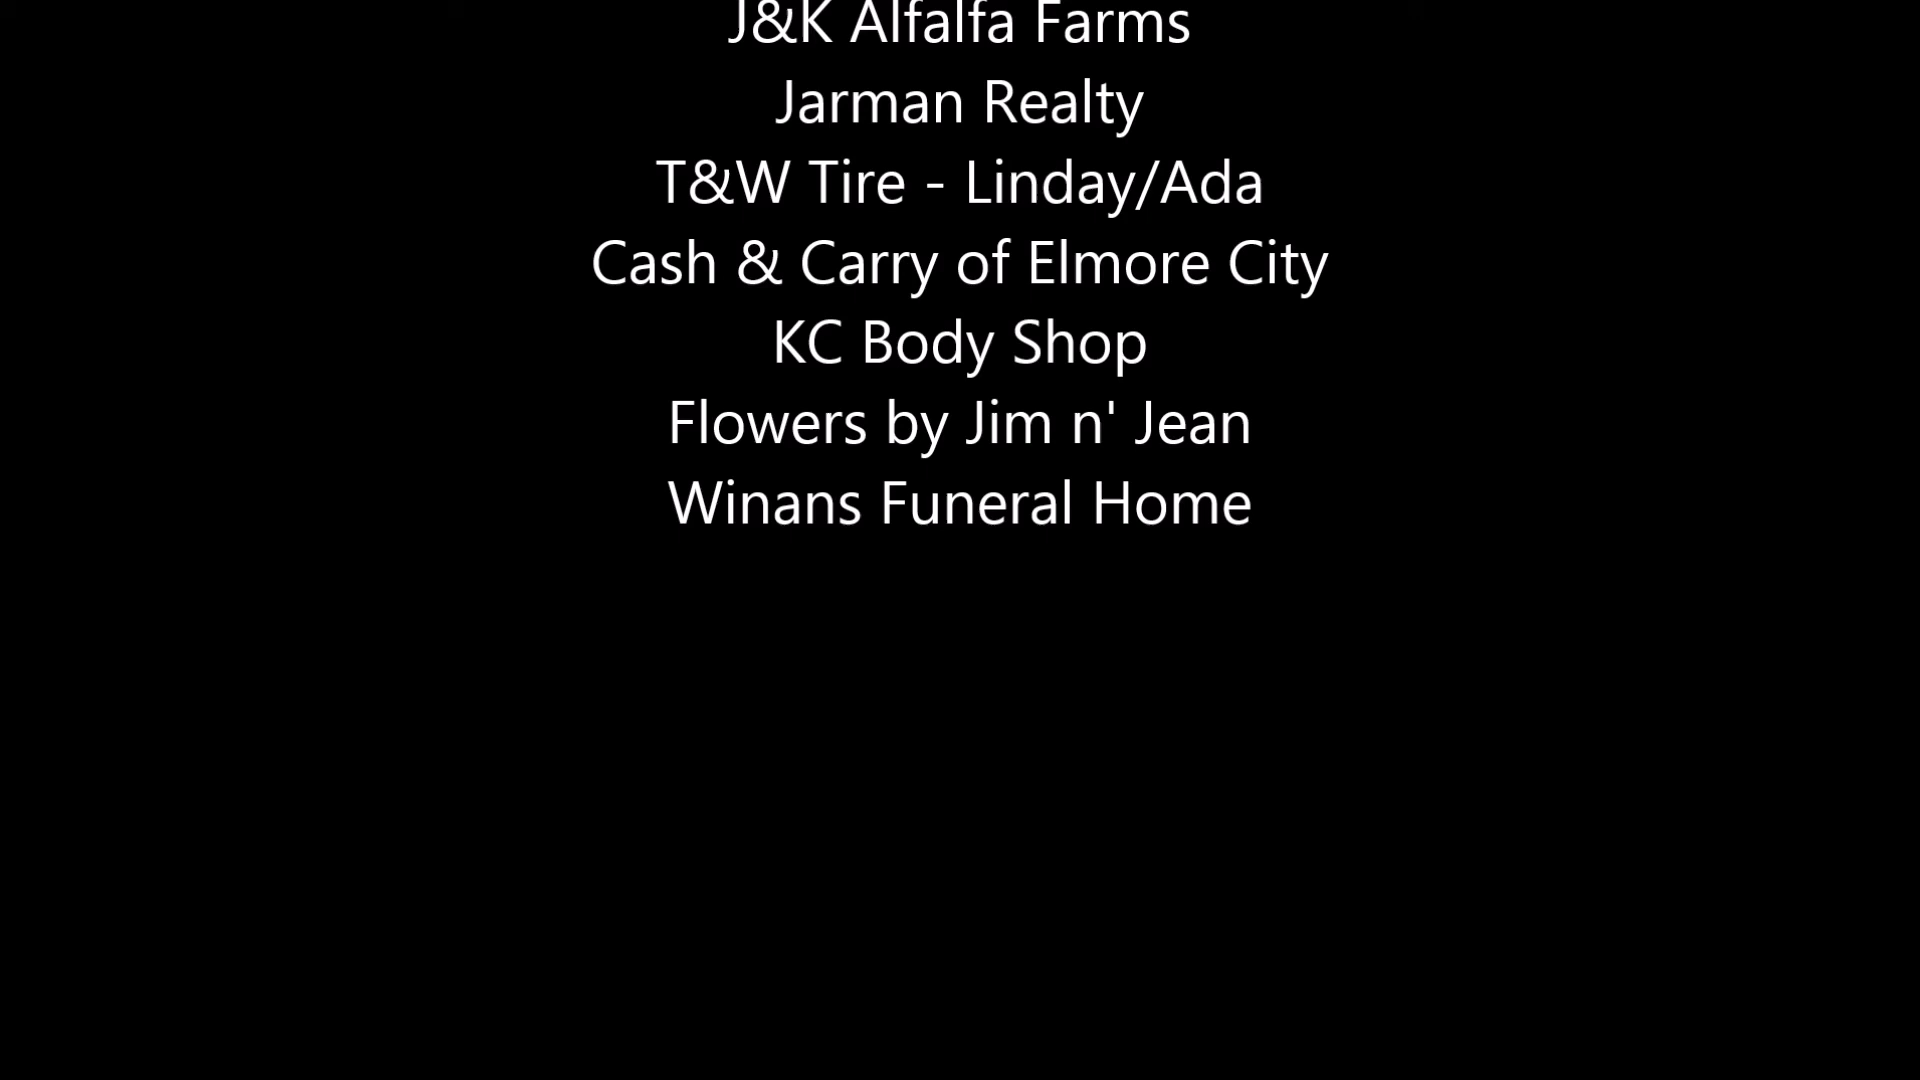 J&K Alfalfa Farms
Jarman Realty
T&W Tire - Linday/Ada
Cash & Carry of Elmore City
KC Body Shop
Flowers by Jim n' Jean
Winans Funeral Home